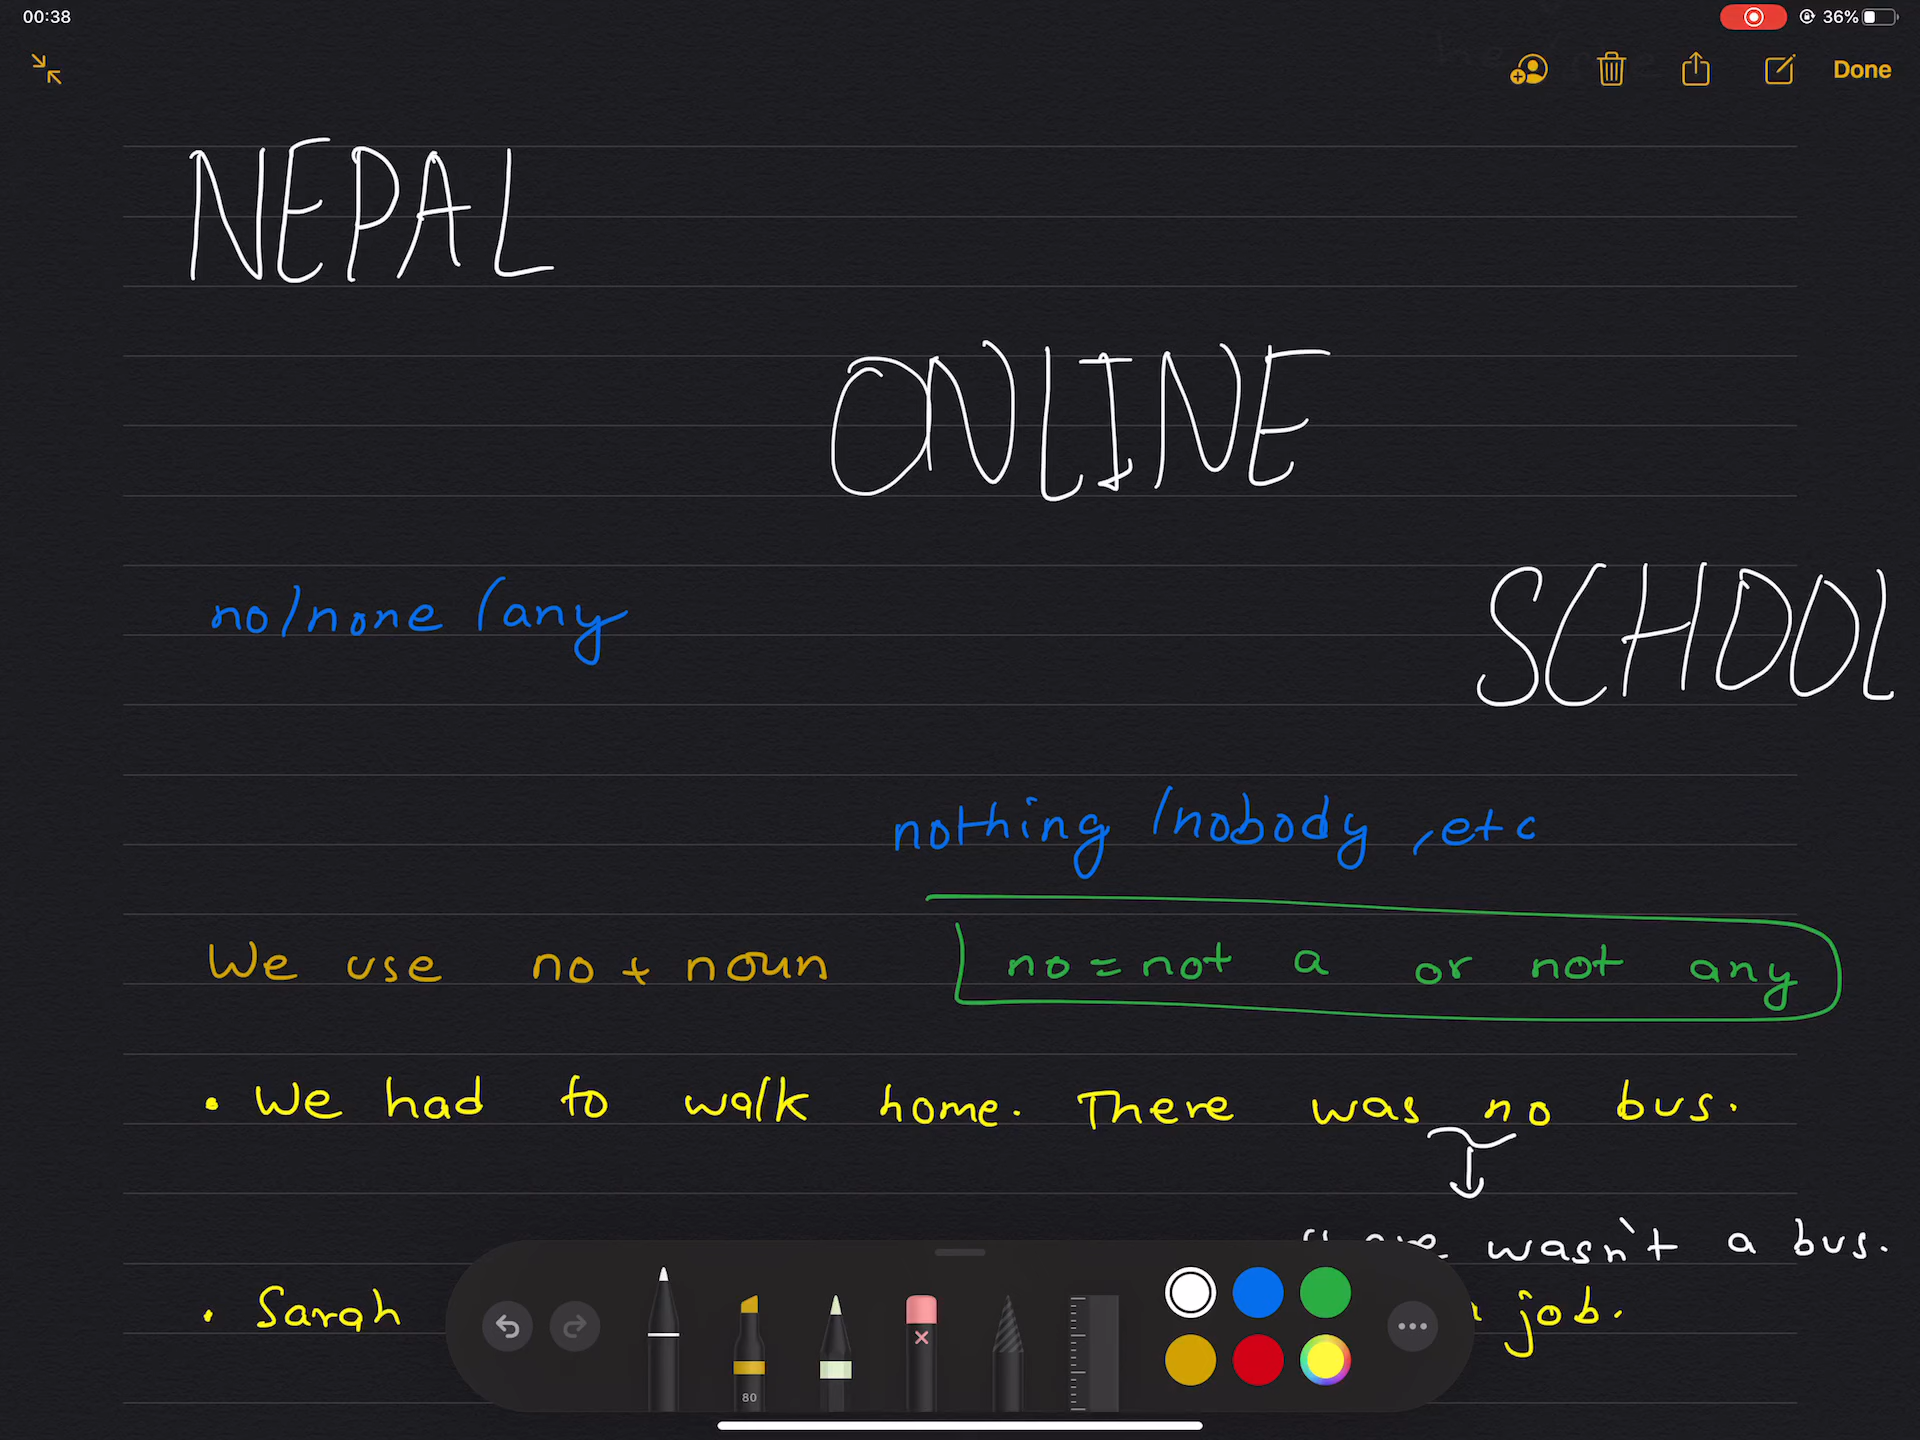 00:38
36%
Done
NEPAL
ONLINE
SCHOOL
no/none /any
nothing /nobody ,etc
We use no + noun
no = not a or not any
• We had to walk home. There was no bus.
wasn't a bus.
• Sarah
job.
80